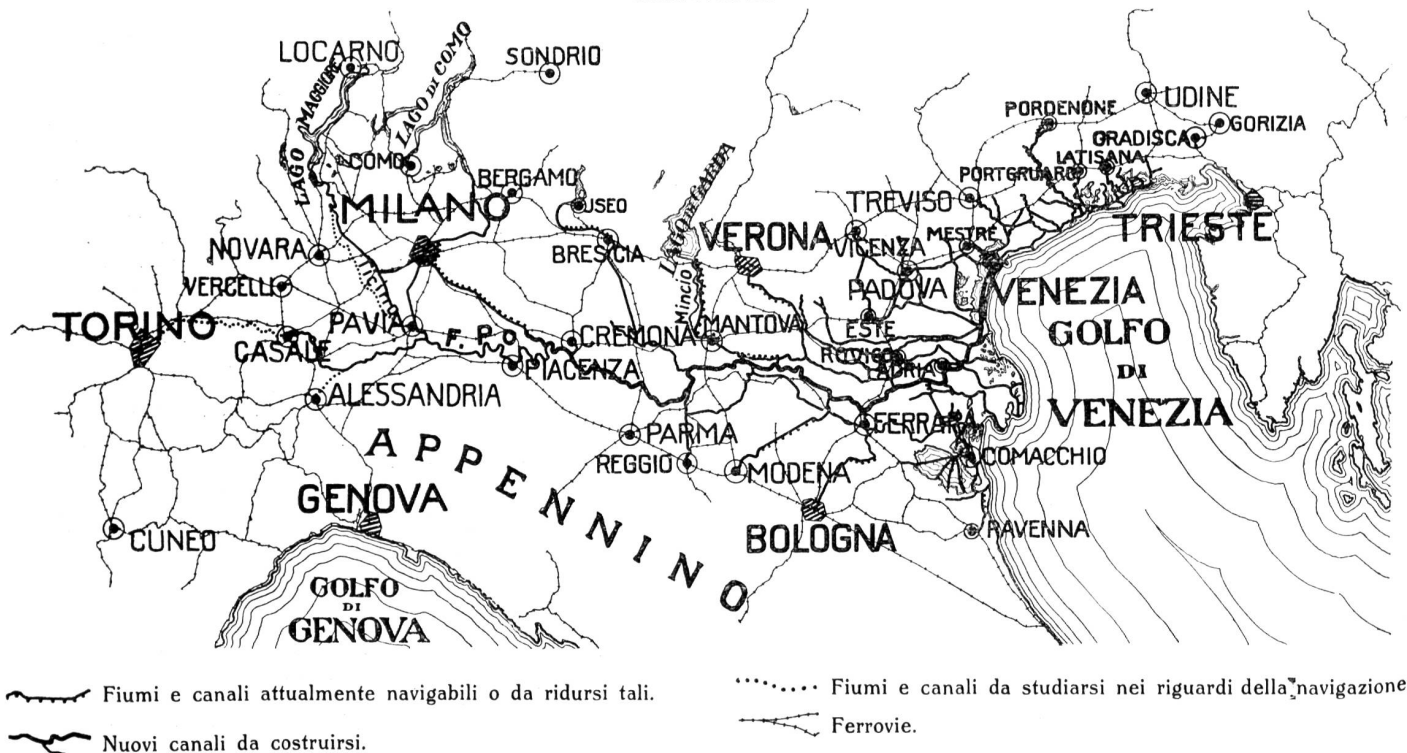 LOCARNO
SONDRIO
LAGO MAGGIORE
LAGO DI COMO
COMO
BERGAMO
USEO
MILANO
NOVARA
VERCELLI
TORINO
CASALE
PAVIA
F. PO
BRESCIA
CREMONA
PIACENZA
ALESSANDRIA
LAGO DI GARDA
Mincio
VERONA
MANTOVA
VICENZA
TREVISO
MESTRE
PADOVA
ESTE
ROVIGO
LADRIA
PORDENONE
UDINE
GRADISCA
GORIZIA
LATISANA
PORTGRUARO
TRIESTE
VENEZIA
GOLFO
DI
VENEZIA
PARMA
REGGIO
MODENA
FERRARA
COMACCHIO
BOLOGNA
RAVENNA
APPENNINO
GENOVA
CUNEO
GOLFO
DI
GENOVA
Fiumi e canali attualmente navigabili o da ridursi tali.
Fiumi e canali da studiarsi nei riguardi della navigazione
Nuovi canali da costruirsi.
Ferrovie.